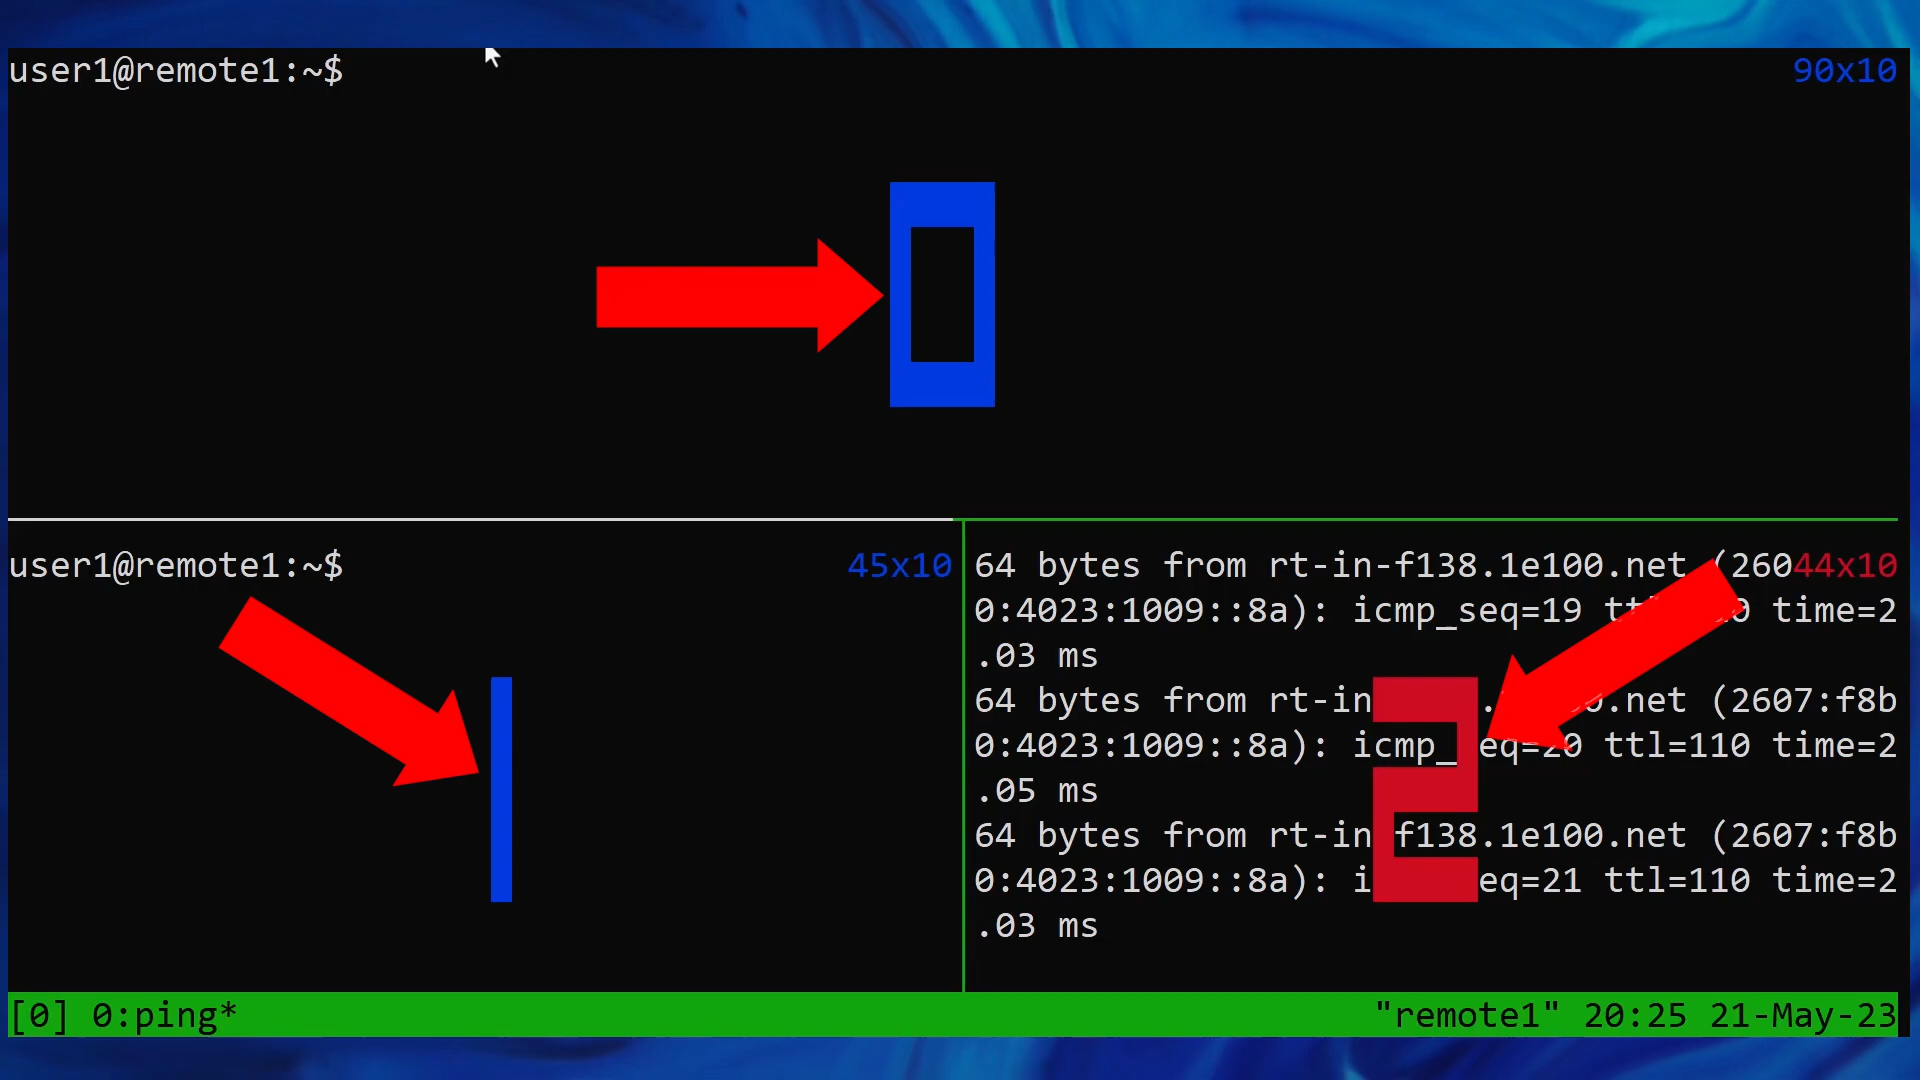 user1@remote1:~$ 90x10
0
user1@remote1:~$ 45x10
1
64 bytes from rt-in-f138.1e100.net (260 44x10
0:4023:1009::8a): icmp_seq=19 time=2
.03 ms
64 bytes from rt-in .net (2607:f8b
0:4023:1009::8a): icmp_ eq=20 ttl=110 time=2
.05 ms
64 bytes from rt-in f138.1e100.net (2607:f8b
0:4023:1009::8a): i eq=21 ttl=110 time=2
.03 ms
2
[0] 0:ping* "remote1" 20:25 21-May-23